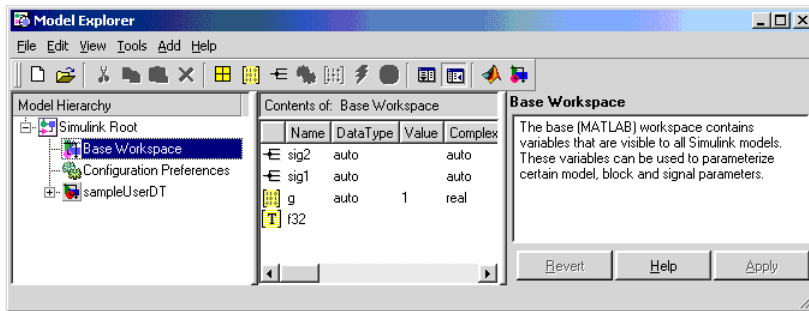 Model Explorer
File Edit View Tools Add Help
Model Hierarchy
Simulink Root
Base Workspace
Configuration Preferences
sampleUserDT
Contents of: Base Workspace
Name DataType Value Complex
sig2 auto auto
sig1 auto auto
g auto 1 real
T f32
Base Workspace
The base (MATLAB) workspace contains
variables that are visible to all Simulink models.
These variables can be used to parameterize
certain model, block and signal parameters.
Revert Help Apply